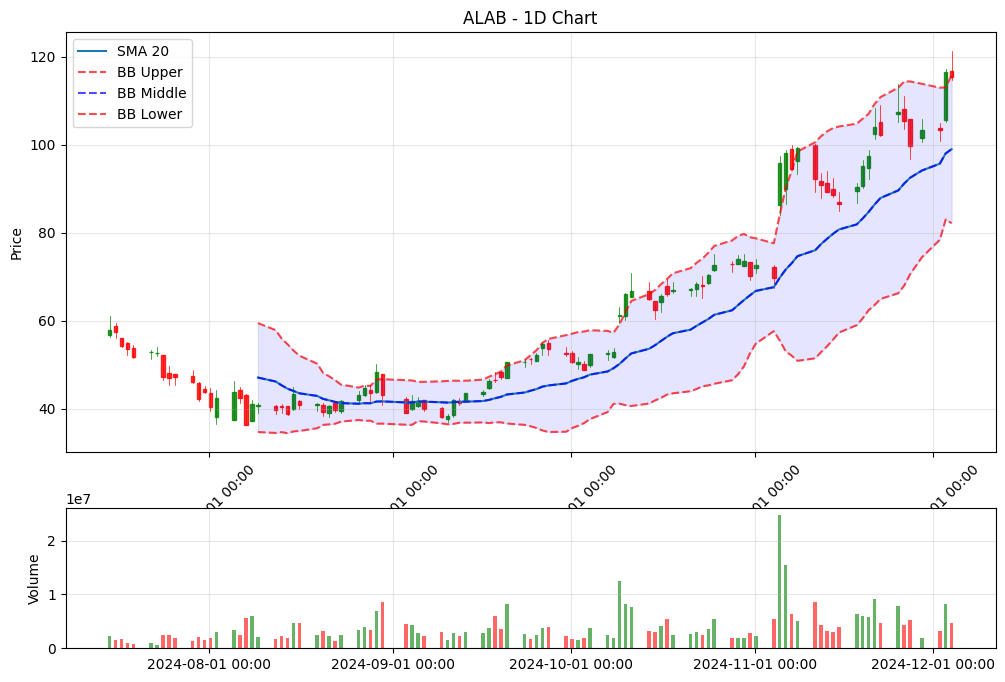 ALAB - 1D Chart
SMA 20
BB Upper
BB Middle
BB Lower
120
100
80
60
40
Price
01 00:00
01 00:00
01 00:00
01 00:00
01 00:00
1e7
2
1
0
Volume
2024-08-01 00:00
2024-09-01 00:00
2024-10-01 00:00
2024-11-01 00:00
2024-12-01 00:00